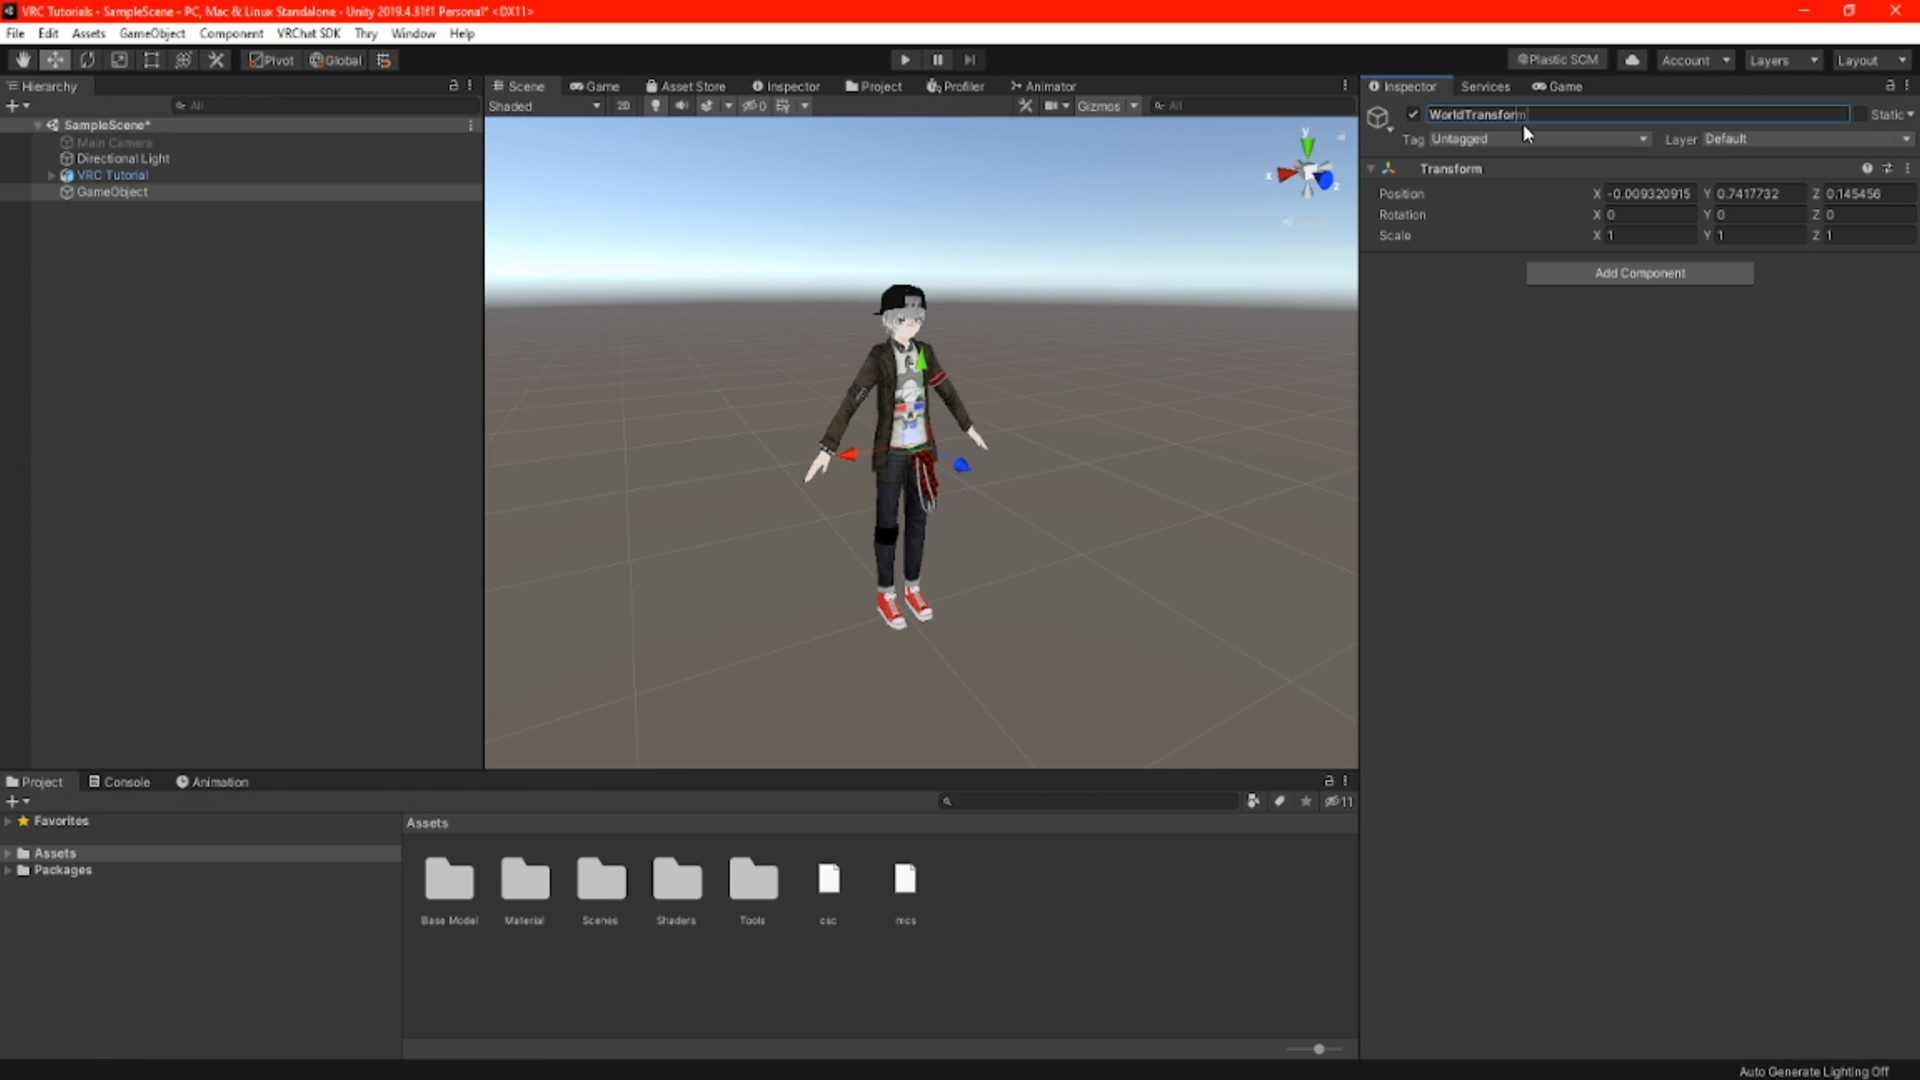 VRC Tutorials - SampleScene - PC, Mac & Linux Standalone - Unity 2019.4.31f1 Personal* <DX11>
File Edit Assets GameObject Component VRChat SDK Thry Window Help
Pivot Global Plastic SCM Account Layers Layout
Hierarchy
All
SampleScene*
Main Camera
Directional Light
VRC Tutorial
GameObject
Scene Game Asset Store Inspector Project Profiler Animator
Shaded 2D 0 Gizmos All
y
x
z
Inspector Services Game
WorldTransform Static
Tag Untagged Layer Default
Transform
Position X -0.009320915 Y 0.7417732 Z 0.145456
Rotation X 0 Y 0 Z 0
Scale X 1 Y 1 Z 1
Add Component
Project Console Animation
11
Favorites
Assets
Packages
Assets
Base Model Material Scenes Shaders Tools csc mcs
Auto Generate Lighting Off